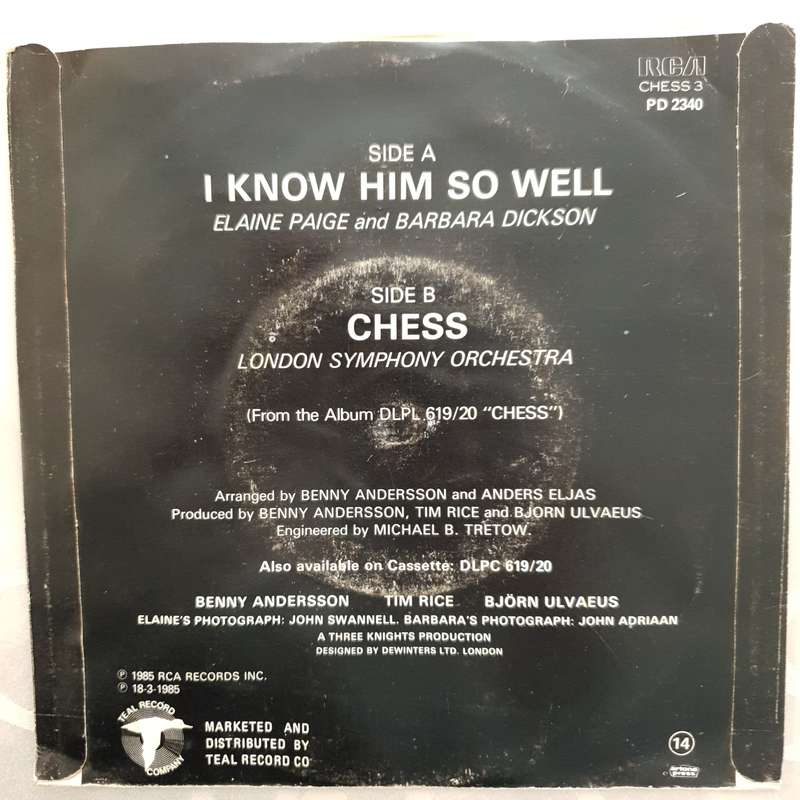 RCA
CHESS 3
PD 2340
SIDE A
I KNOW HIM SO WELL
ELAINE PAIGE and BARBARA DICKSON
SIDE B
CHESS
LONDON SYMPHONY ORCHESTRA
(From the Album DLPL 619/20 "CHESS")
Arranged by BENNY ANDERSSON and ANDERS ELJAS
Produced by BENNY ANDERSSON, TIM RICE and BJORN ULVAEUS
Engineered by MICHAEL B. TRETOW.
Also available on Cassette: DLPC 619/20
BENNY ANDERSSON TIM RICE BJÖRN ULVAEUS
ELAINE'S PHOTOGRAPH: JOHN SWANNELL. BARBARA'S PHOTOGRAPH: JOHN ADRIAAN
A THREE KNIGHTS PRODUCTION
DESIGNED BY DEWINTERS LTD. LONDON
℗ 1985 RCA RECORDS INC.
℗ 18-3-1985
TEAL RECORD COMPANY
MARKETED AND
DISTRIBUTED BY
TEAL RECORD CO
14
artone
press